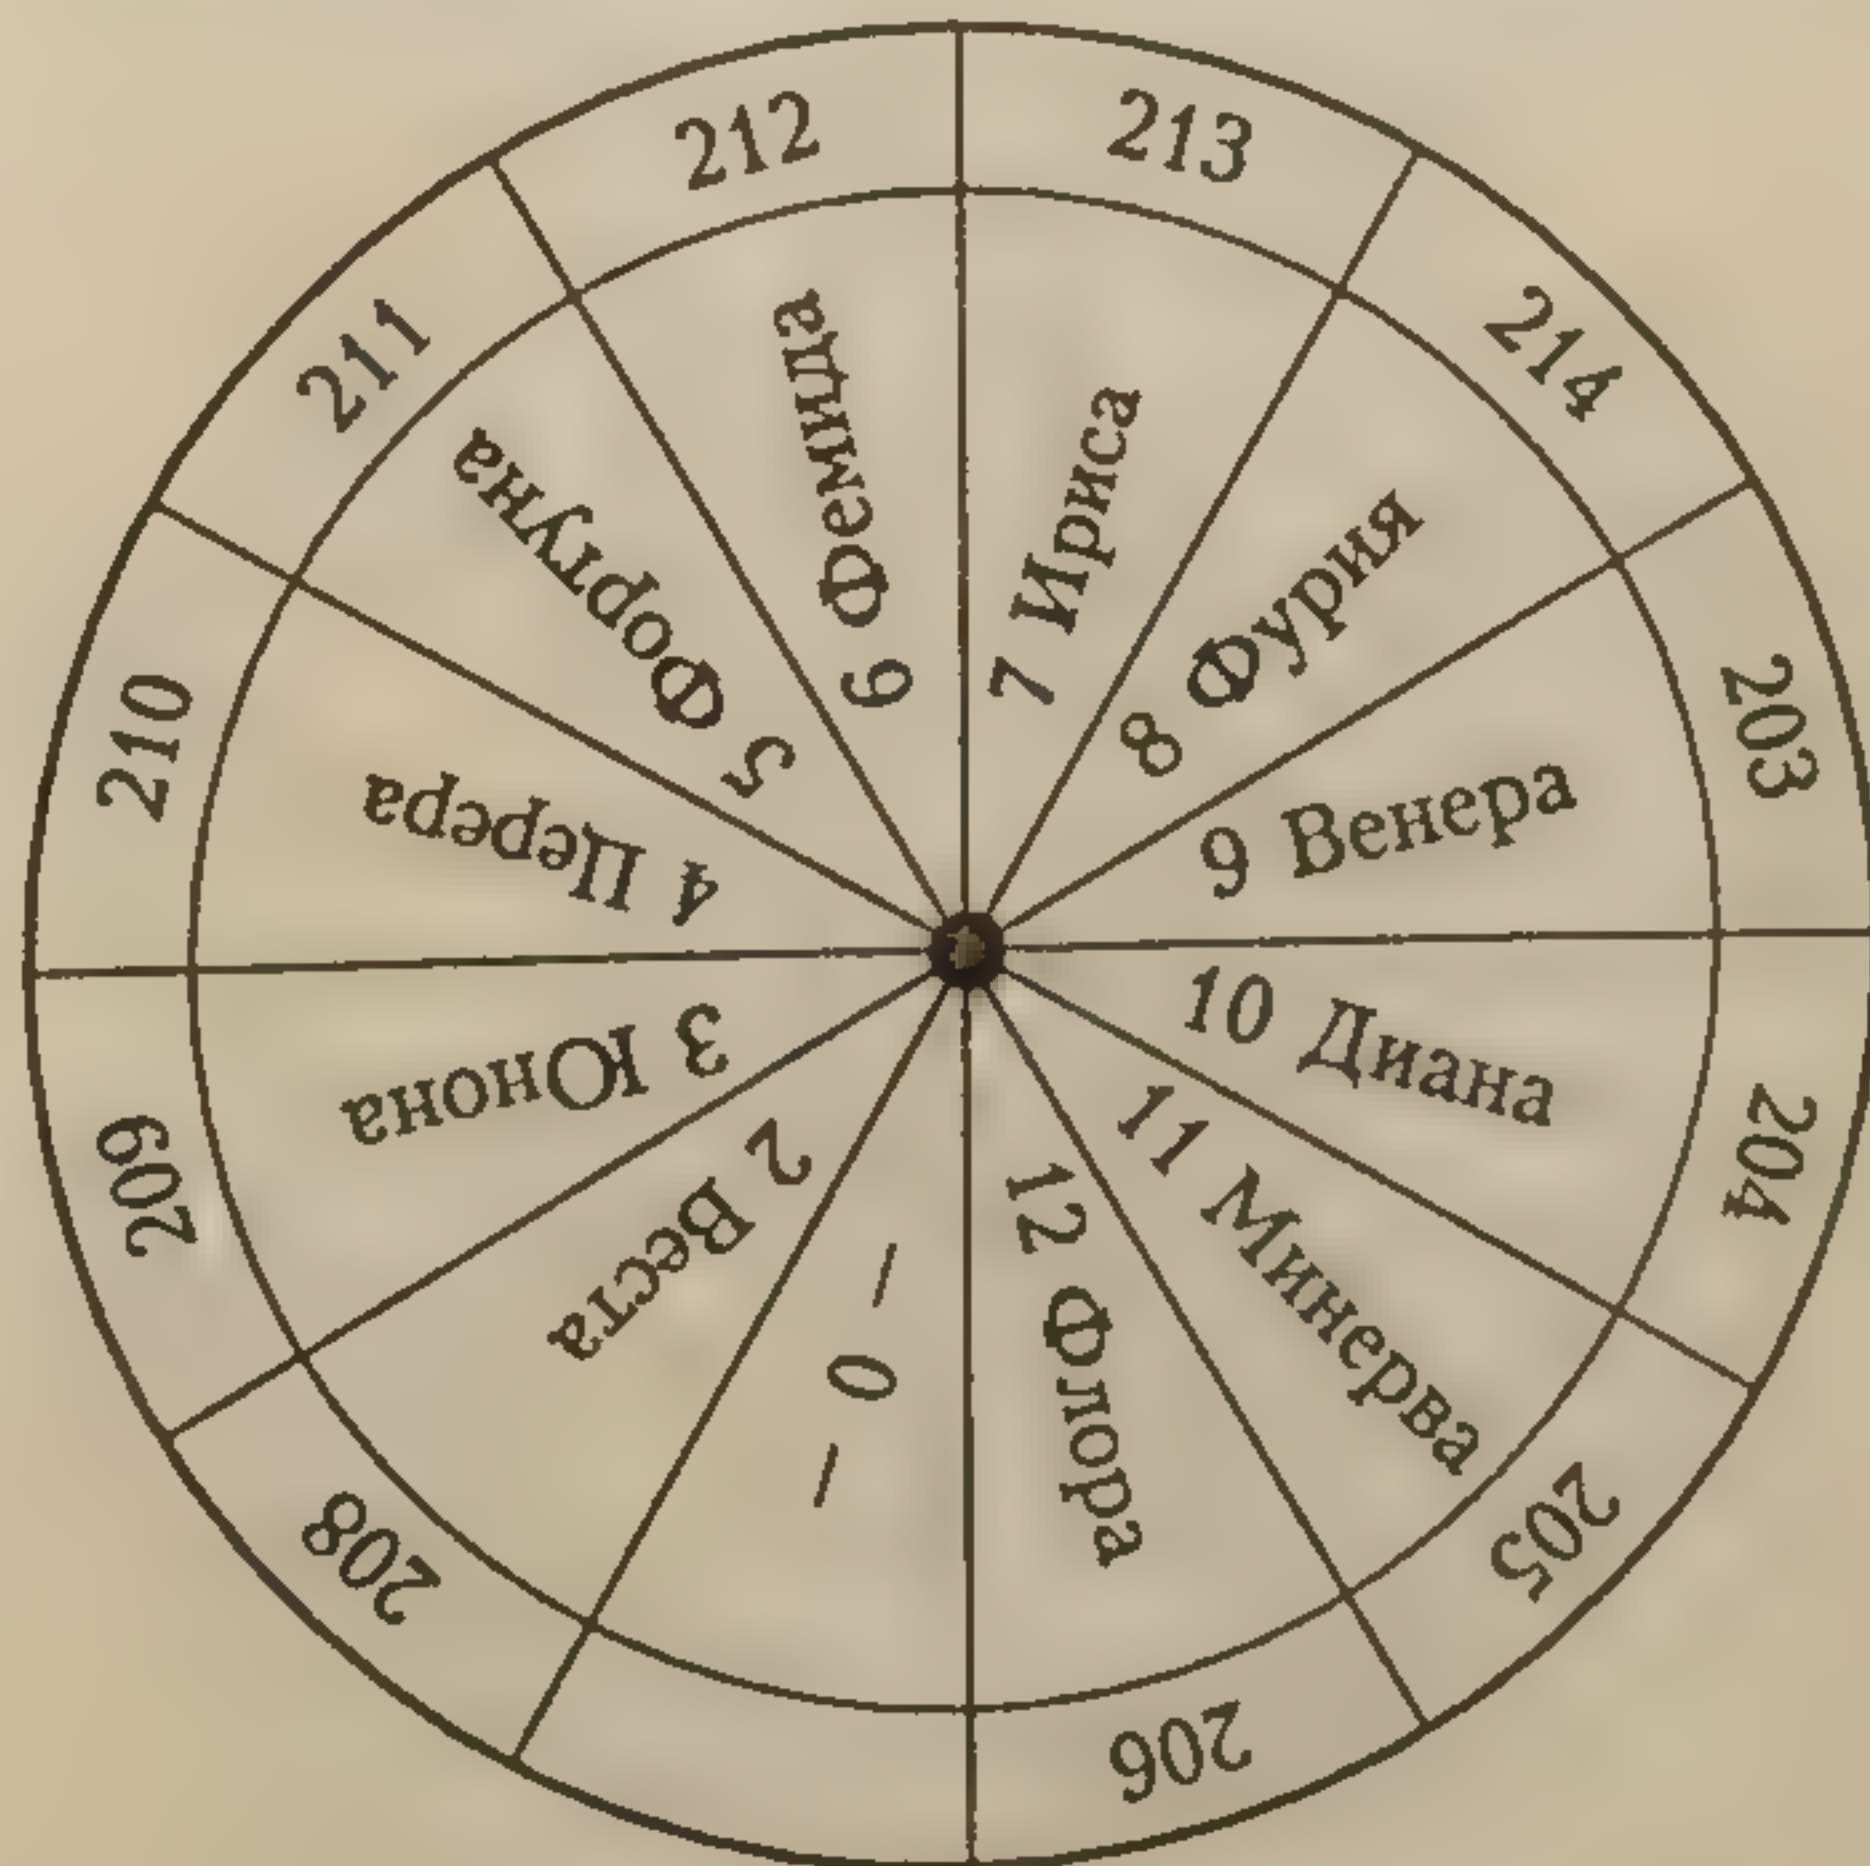 212
213
214
203
204
205
206
208
209
210
211
— 0 —
2 Веста
3 Юнона
4 Церера
5 Фортуна
6 Фемида
7 Ириса
8 Фурия
9 Венера
10 Диана
11 Минерва
12 Флора